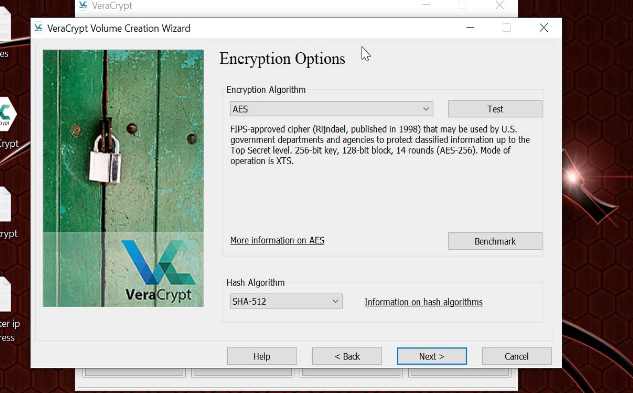 VeraCrypt
VeraCrypt Volume Creation Wizard
Encryption Options
Encryption Algorithm
AES
Test
FIPS-approved cipher (Rijndael, published in 1998) that may be used by U.S.
government departments and agencies to protect classified information up to the
Top Secret level. 256-bit key, 128-bit block, 14 rounds (AES-256). Mode of
operation is XTS.
More information on AES
Benchmark
VeraCrypt
Hash Algorithm
SHA-512
Information on hash algorithms
Help
< Back
Next >
Cancel
es
Crypt
rypt
ker ip
ress